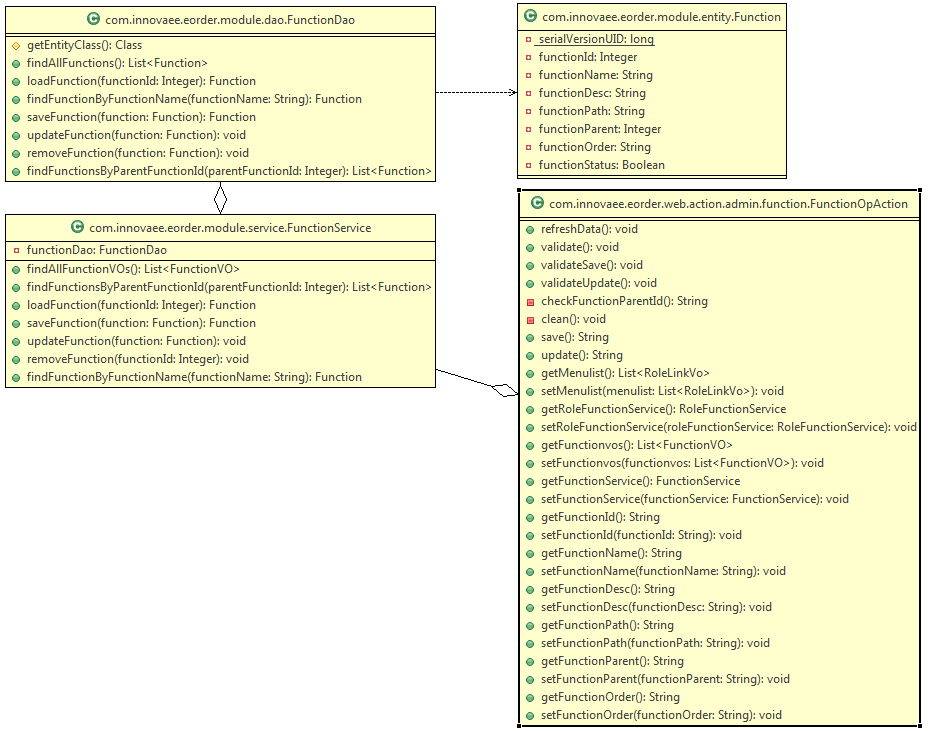 com.innovaee.eorder.module.dao.FunctionDao
getEntityClass(): Class
findAllFunctions(): List<Function>
loadFunction(functionId: Integer): Function
findFunctionByFunctionName(functionName: String): Function
saveFunction(function: Function): Function
updateFunction(function: Function): void
removeFunction(function: Function): void
findFunctionsByParentFunctionId(parentFunctionId: Integer): List<Function>
com.innovaee.eorder.module.entity.Function
serialVersionUID: long
functionId: Integer
functionName: String
functionDesc: String
functionPath: String
functionParent: Integer
functionOrder: String
functionStatus: Boolean
com.innovaee.eorder.module.service.FunctionService
functionDao: FunctionDao
findAllFunctionVOs(): List<FunctionVO>
findFunctionsByParentFunctionId(parentFunctionId: Integer): List<Function>
loadFunction(functionId: Integer): Function
saveFunction(function: Function): Function
updateFunction(function: Function): void
removeFunction(functionId: Integer): void
findFunctionByFunctionName(functionName: String): Function
com.innovaee.eorder.web.action.admin.function.FunctionOpAction
refreshData(): void
validate(): void
validateSave(): void
validateUpdate(): void
checkFunctionParentId(): String
clean(): void
save(): String
update(): String
getMenulist(): List<RoleLinkVo>
setMenulist(menulist: List<RoleLinkVo>): void
getRoleFunctionService(): RoleFunctionService
setRoleFunctionService(roleFunctionService: RoleFunctionService): void
getFunctionvos(): List<FunctionVO>
setFunctionvos(functionvos: List<FunctionVO>): void
getFunctionService(): FunctionService
setFunctionService(functionService: FunctionService): void
getFunctionId(): String
setFunctionId(functionId: String): void
getFunctionName(): String
setFunctionName(functionName: String): void
getFunctionDesc(): String
setFunctionDesc(functionDesc: String): void
getFunctionPath(): String
setFunctionPath(functionPath: String): void
getFunctionParent(): String
setFunctionParent(functionParent: String): void
getFunctionOrder(): String
setFunctionOrder(functionOrder: String): void